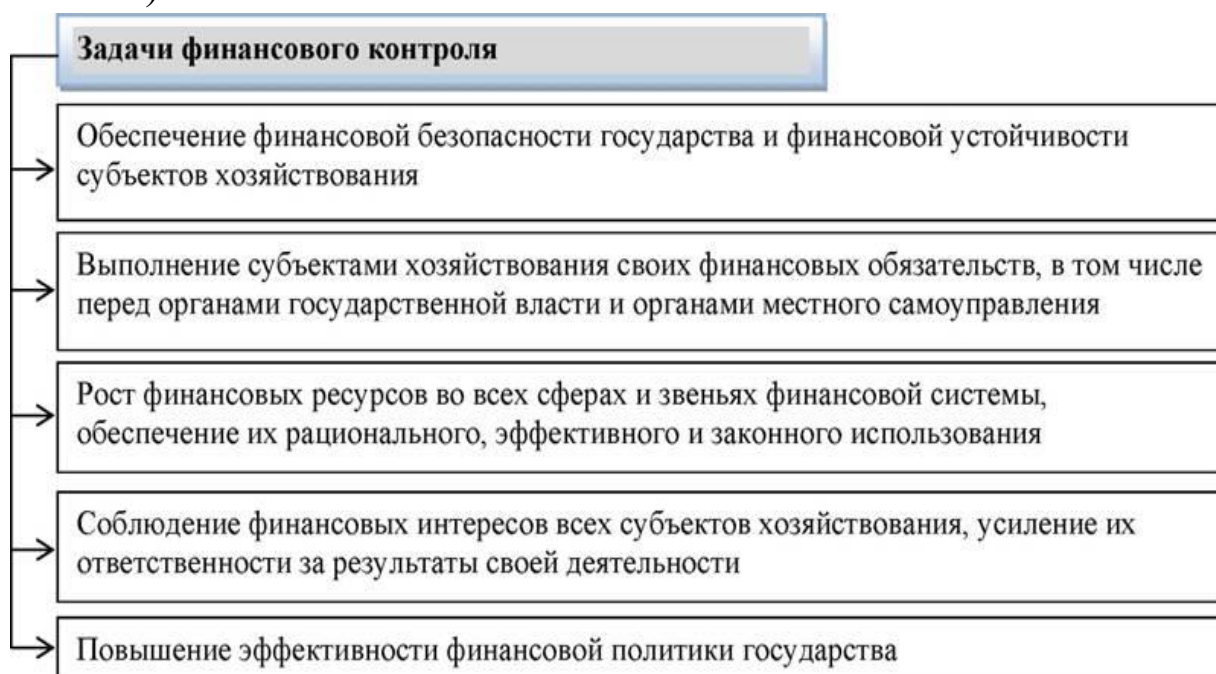 )
Задачи финансового контроля
Обеспечение финансовой безопасности государства и финансовой устойчивости
субъектов хозяйствования
Выполнение субъектами хозяйствования своих финансовых обязательств, в том числе
перед органами государственной власти и органами местного самоуправления
Рост финансовых ресурсов во всех сферах и звеньях финансовой системы,
обеспечение их рационального, эффективного и законного использования
Соблюдение финансовых интересов всех субъектов хозяйствования, усиление их
ответственности за результаты своей деятельности
Повышение эффективности финансовой политики государства